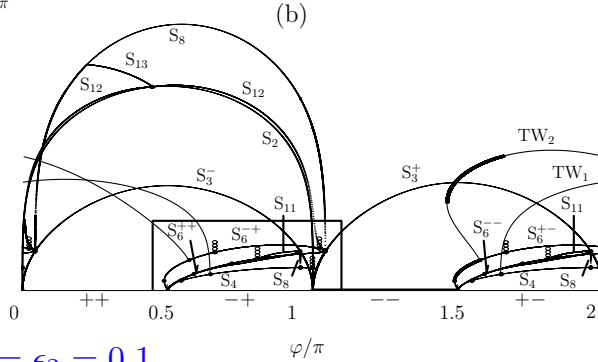 π
(b)
S₈
S₁₃
S₁₂
S₁₂
S₂
TW₂
S₃⁻
S₃⁺
TW₁
S₁₁
S₁₁
S₆⁺⁺
S₆⁻⁺
S₆⁻⁻
S₆⁺⁻
S₄
S₈
S₄
S₈
++
−+
−−
+−
0
0.5
1
1.5
2
φ/π